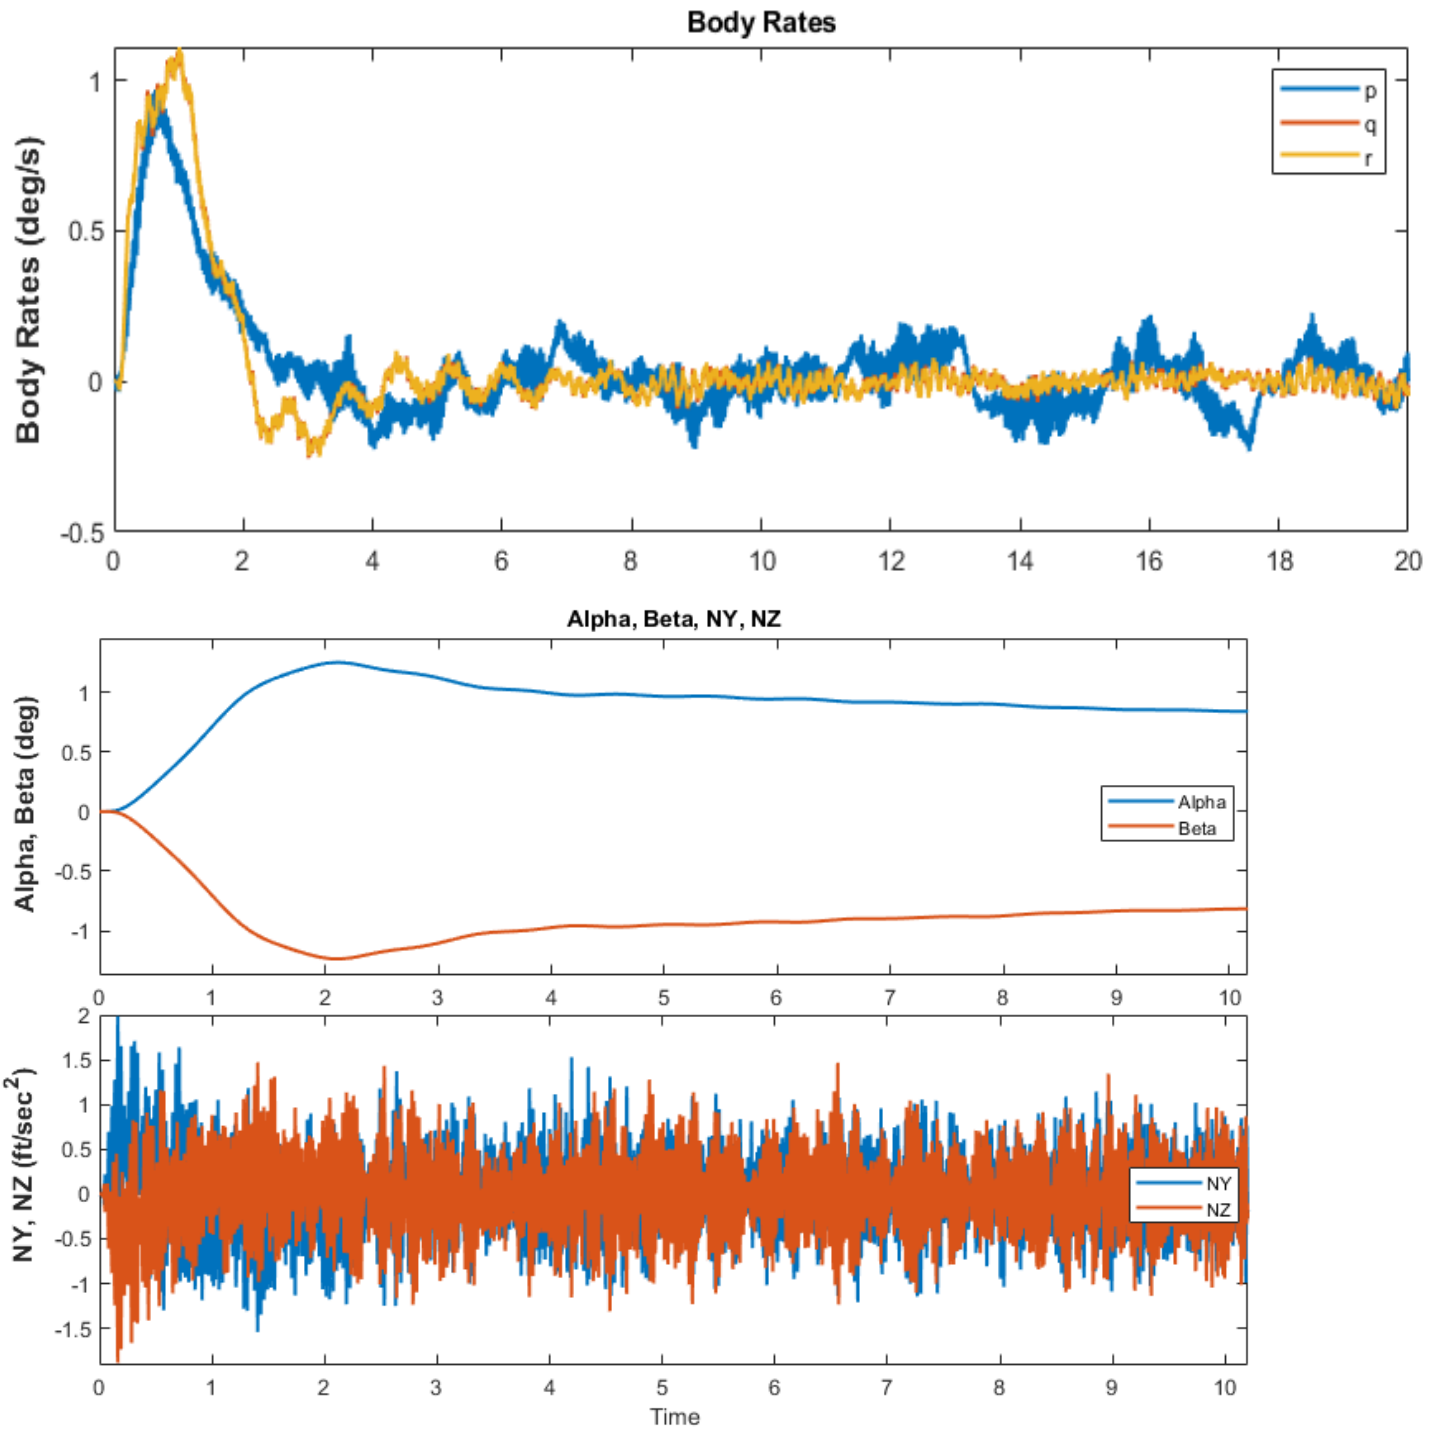 Body Rates
Body Rates (deg/s)
1
0.5
0
-0.5
0 2 4 6 8 10 12 14 16 18 20
p
q
r
Alpha, Beta, NY, NZ
Alpha, Beta (deg)
1
0.5
0
-0.5
-1
0 1 2 3 4 5 6 7 8 9 10
Alpha
Beta
NY, NZ (fft/sec²)
2
1.5
1
0.5
0
-0.5
-1
-1.5
0 1 2 3 4 5 6 7 8 9 10
NY
NZ
Time